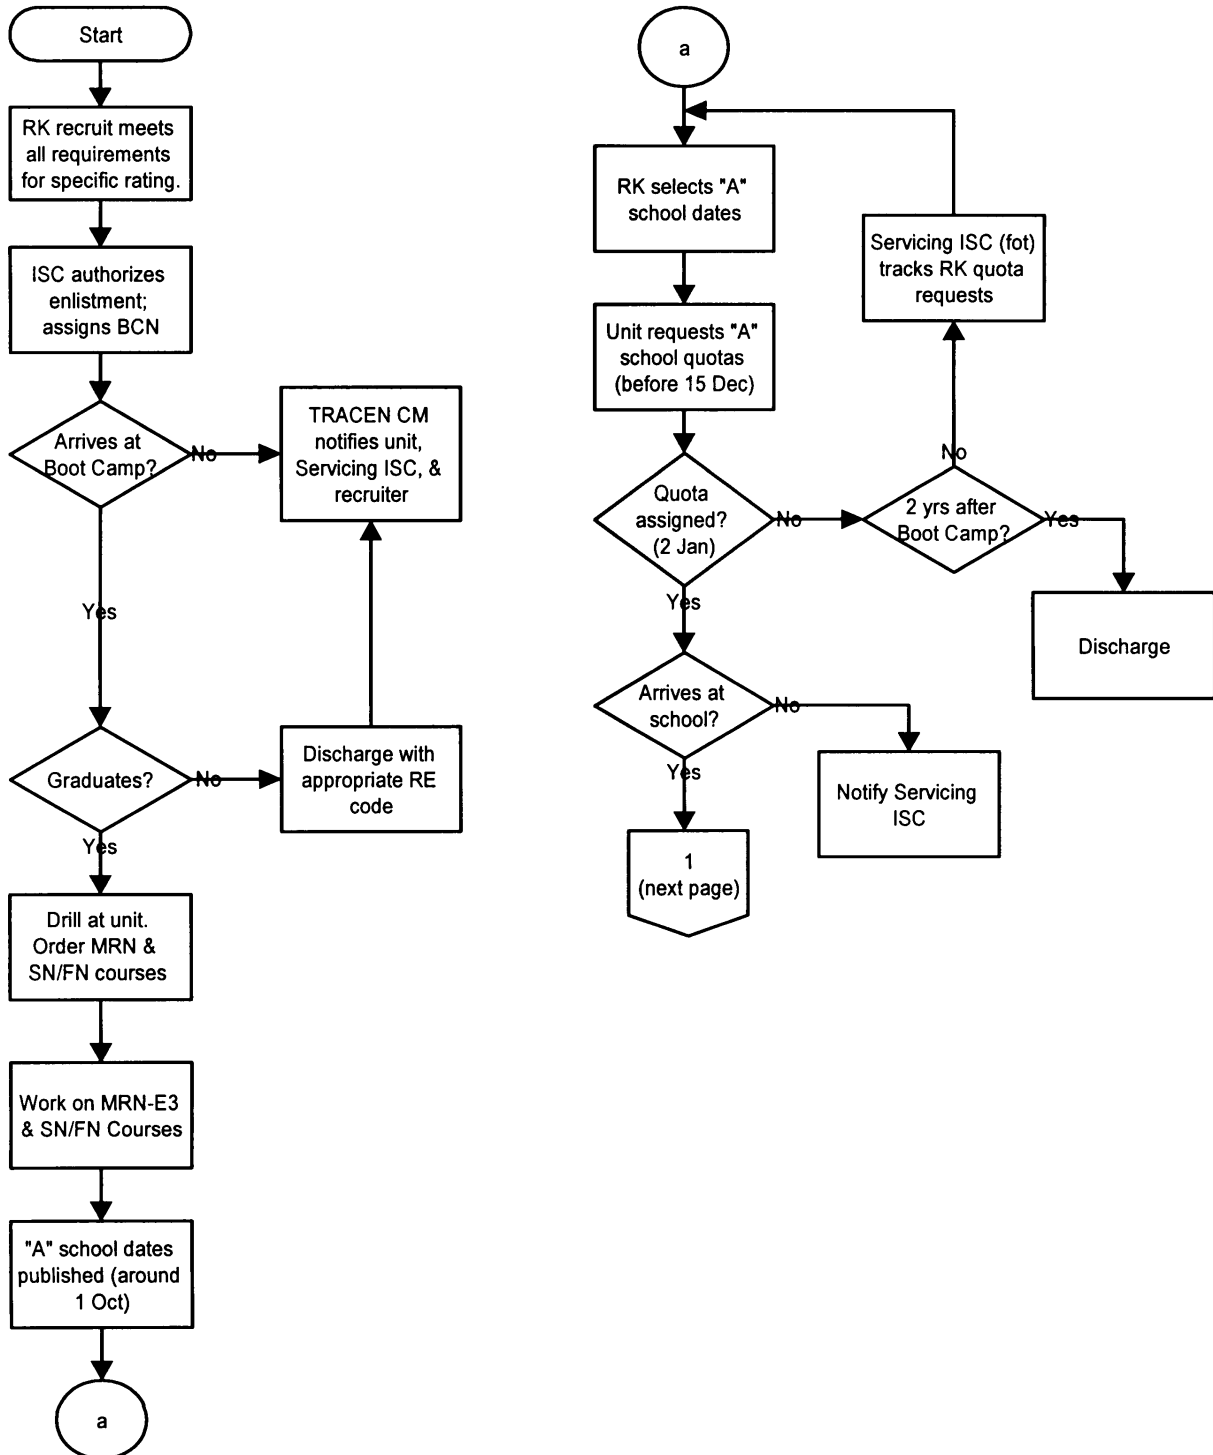 Start
RK recruit meets
all requirements
for specific rating.
ISC authorizes
enlistment;
assigns BCN
Arrives at
Boot Camp?
No
TRACEN CM
notifies unit,
Servicing ISC, &
recruiter
Yes
Graduates?
No
Discharge with
appropriate RE
code
Yes
Drill at unit.
Order MRN &
SN/FN courses
Work on MRN-E3
& SN/FN Courses
"A" school dates
published (around
1 Oct)
a
a
RK selects "A"
school dates
Servicing ISC (fot)
tracks RK quota
requests
Unit requests "A"
school quotas
(before 15 Dec)
No
Quota
assigned?
(2 Jan)
No
2 yrs after
Boot Camp?
Yes
Discharge
Yes
Arrives at
school?
No
Notify Servicing
ISC
Yes
1
(next page)